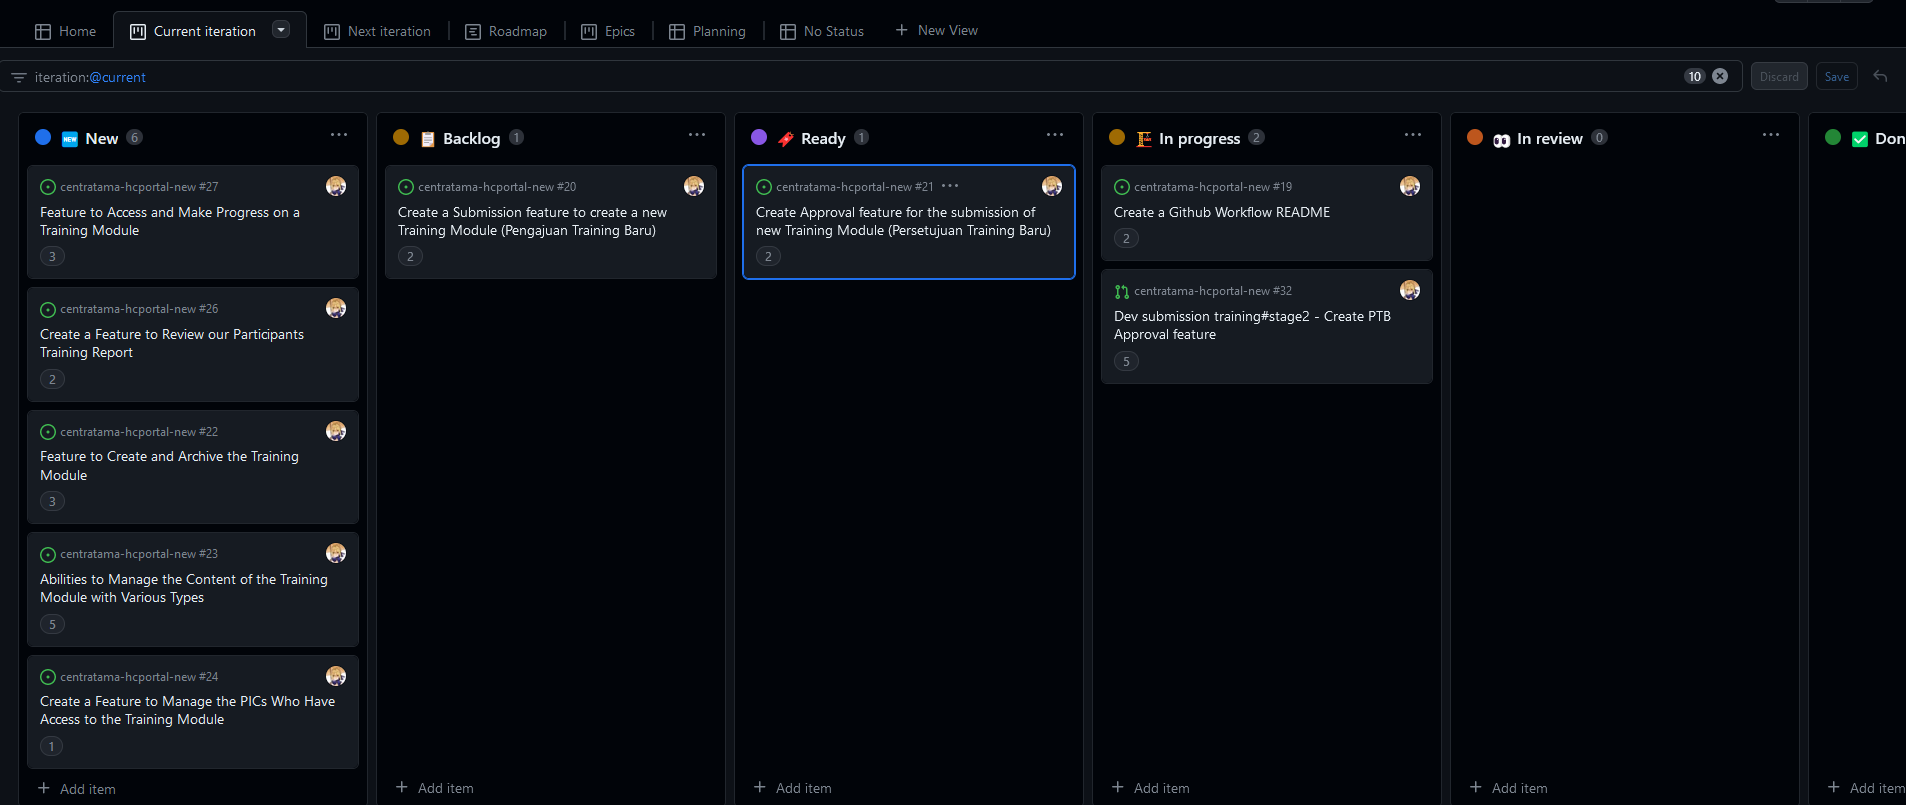 Home
Current iteration
Next iteration
Roadmap
Epics
Planning
No Status
New View
iteration:@current
10
Discard
Save
NEW
New 6
centratama-hcportal-new #27
Feature to Access and Make Progress on a
Training Module
3
centratama-hcportal-new #26
Create a Feature to Review our Participants
Training Report
2
centratama-hcportal-new #22
Feature to Create and Archive the Training
Module
3
centratama-hcportal-new #23
Abilities to Manage the Content of the Training
Module with Various Types
5
centratama-hcportal-new #24
Create a Feature to Manage the PICs Who Have
Access to the Training Module
1
Add item
Backlog 1
centratama-hcportal-new #20
Create a Submission feature to create a new
Training Module (Pengajuan Training Baru)
2
Add item
Ready 1
centratama-hcportal-new #21
Create Approval feature for the submission of
new Training Module (Persetujuan Training Baru)
2
Add item
In progress 2
centratama-hcportal-new #19
Create a Github Workflow README
2
centratama-hcportal-new #32
Dev submission training#stage2 - Create PTB
Approval feature
5
Add item
In review 0
Add item
Don
Add item